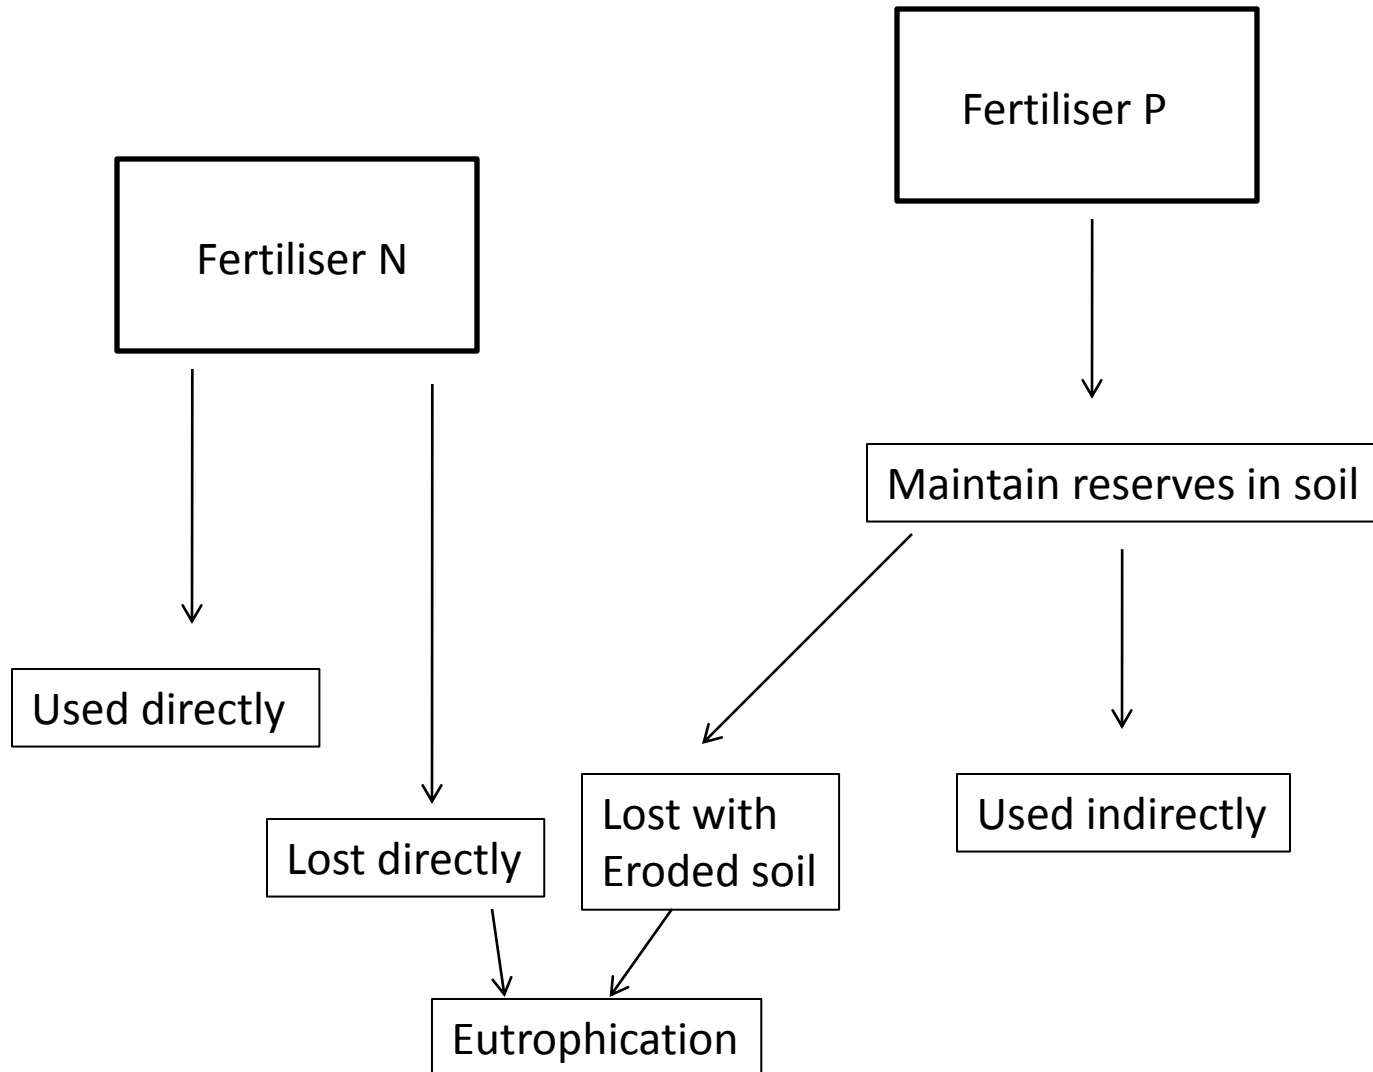 Fertiliser P
Fertiliser N
Maintain reserves in soil
Used directly
Lost with
Eroded soil
Used indirectly
Lost directly
Eutrophication